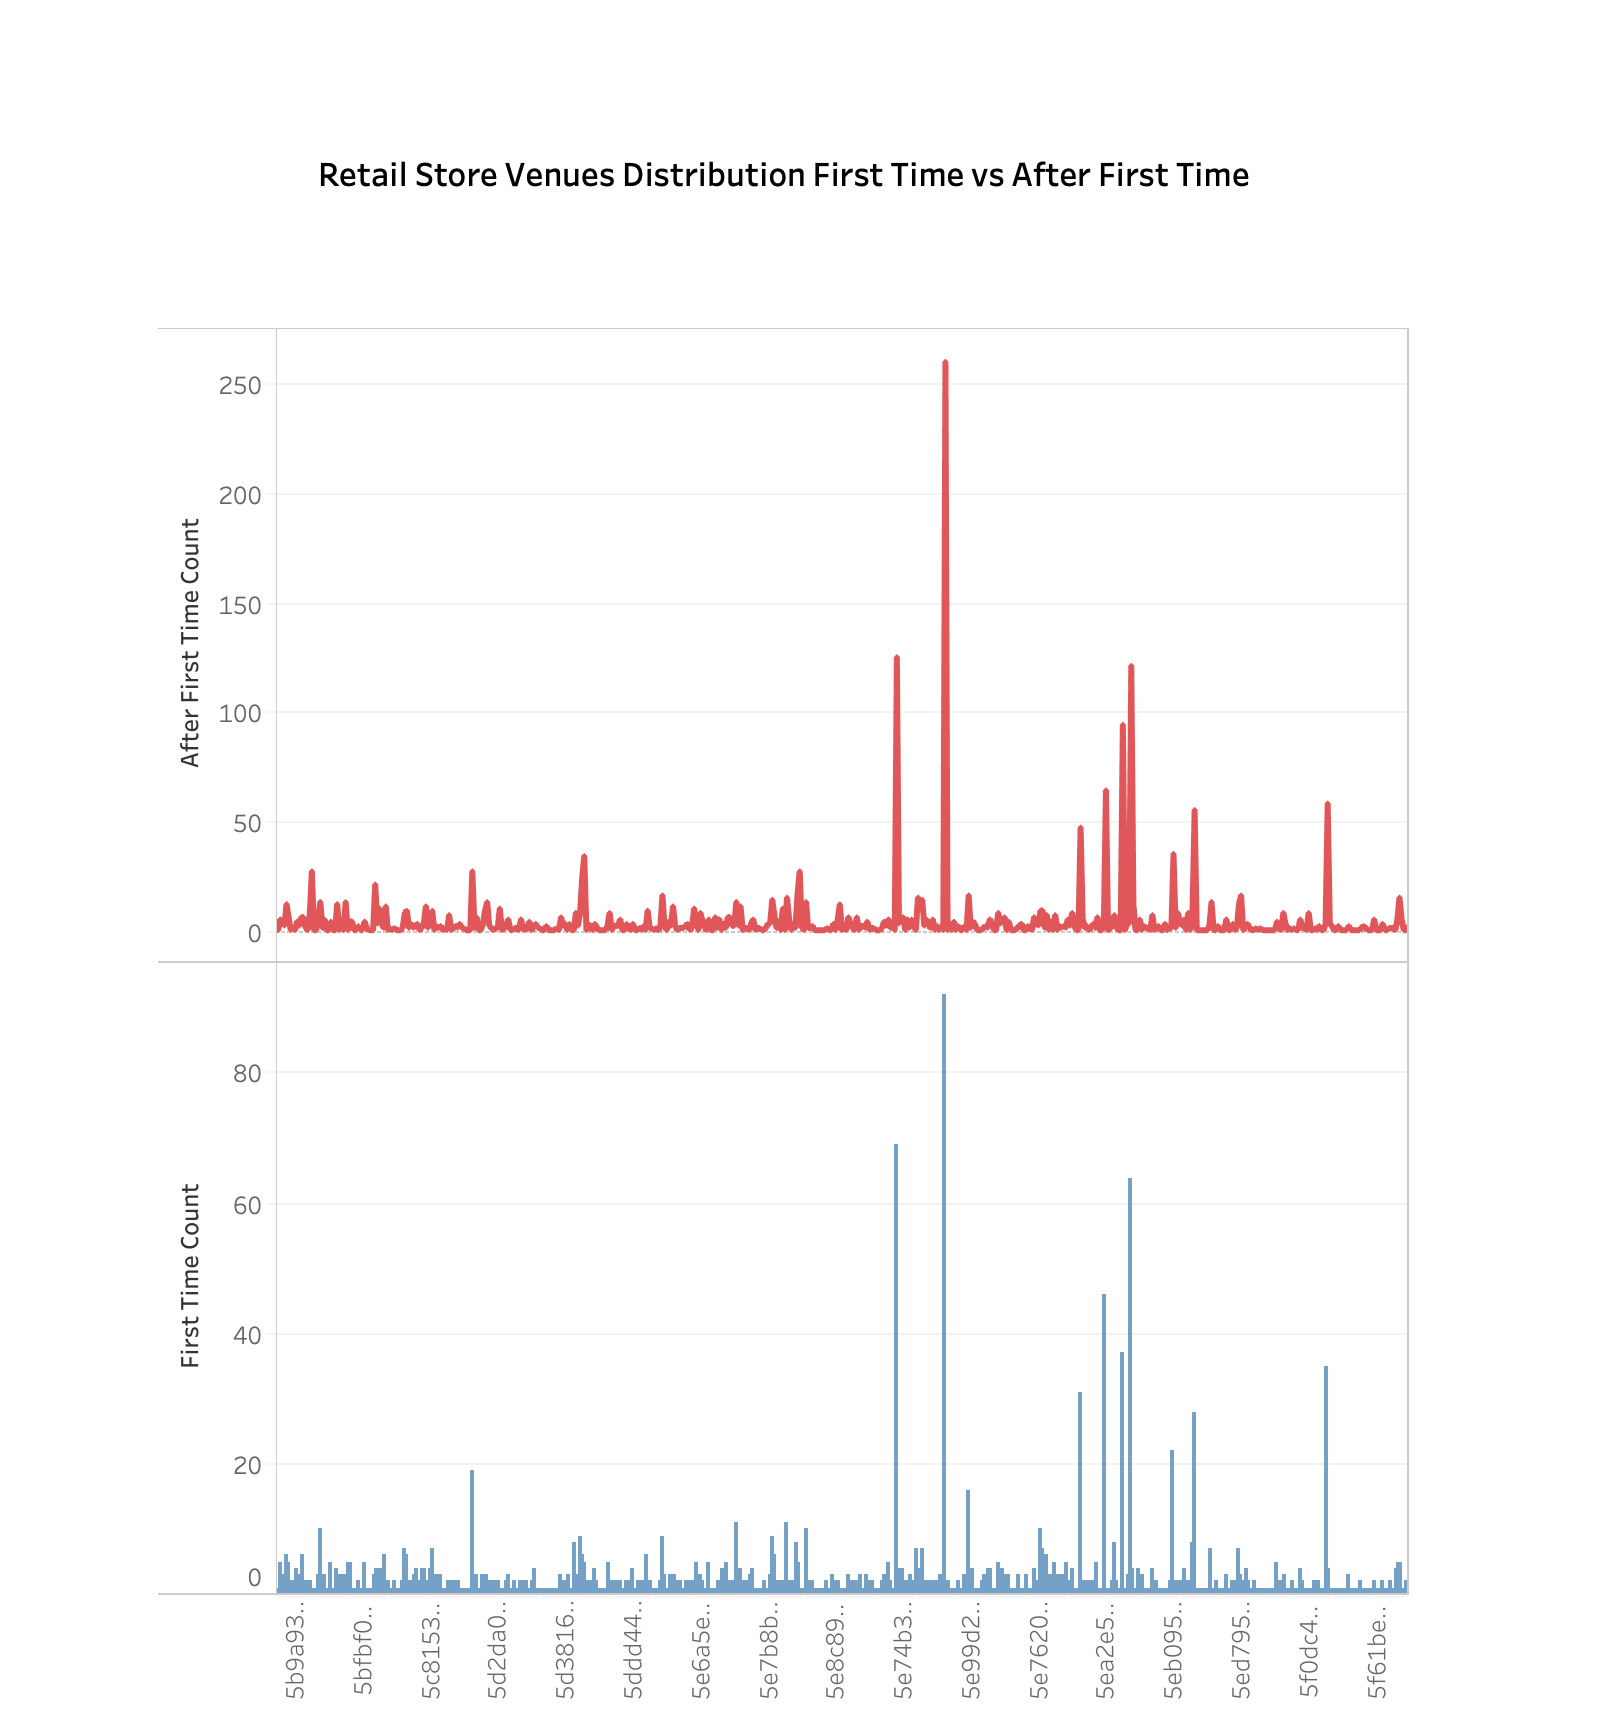 Retail Store Venues Distribution First Time vs After First Time
After First Time Count
250
200
150
100
50
0
First Time Count
80
60
40
20
0
5b9a93..
5bfbf0..
5c8153..
5d2da0..
5d3816..
5ddd44..
5e6a5e..
5e7b8b..
5e8c89..
5e74b3..
5e99d2..
5e7620..
5ea2e5..
5eb095..
5ed795..
5f0dc4..
5f61be..